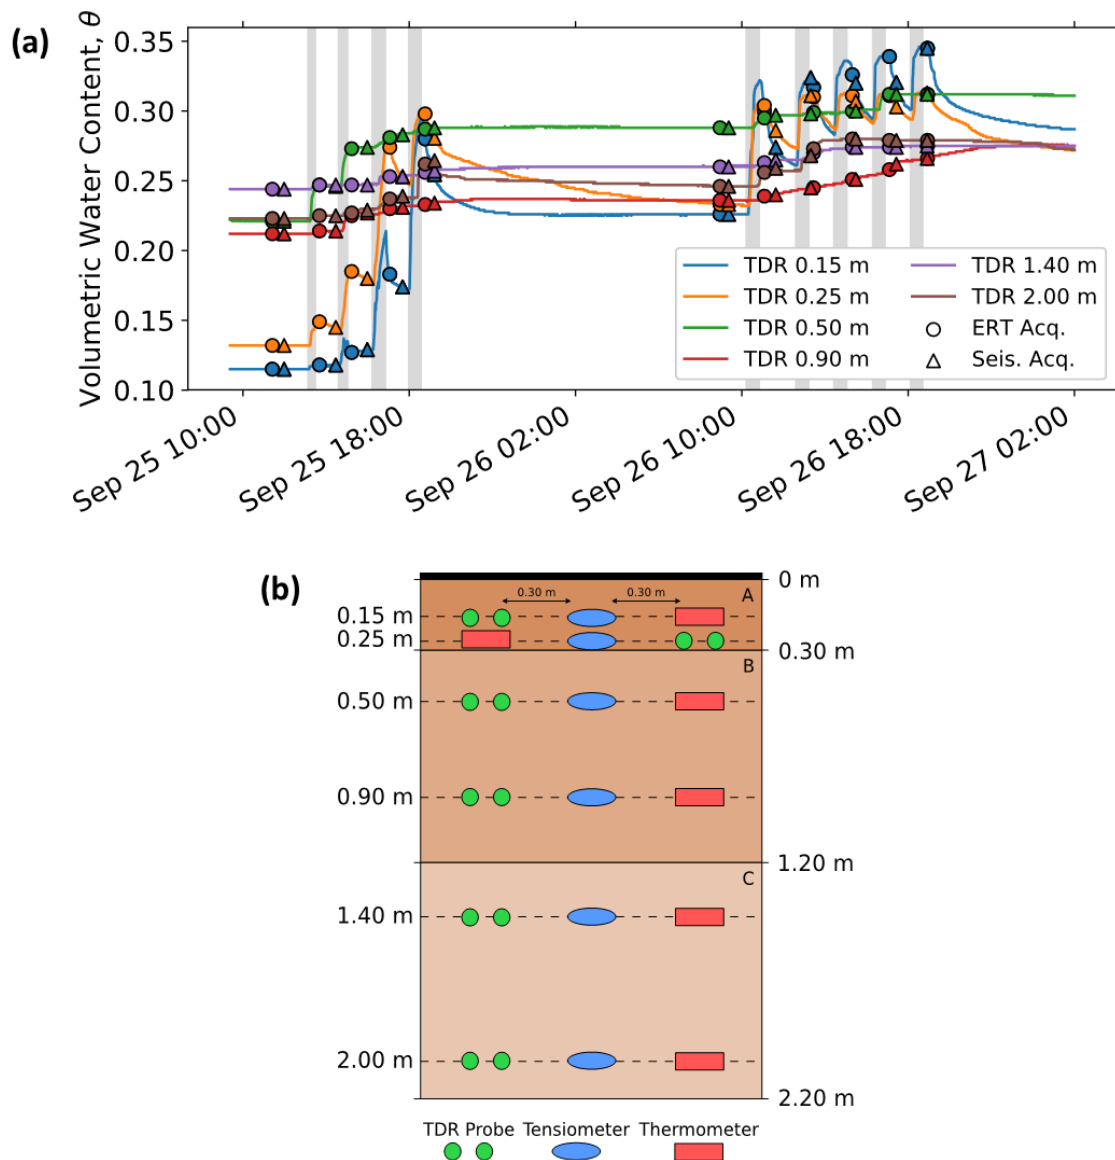 (a)
Volumetric Water Content, θ
0.35
0.30
0.25
0.20
0.15
0.10
TDR 0.15 m
TDR 0.25 m
TDR 0.50 m
TDR 0.90 m
TDR 1.40 m
TDR 2.00 m
ERT Acq.
Seis. Acq.
Sep 25 10:00
Sep 25 18:00
Sep 26 02:00
Sep 26 10:00
Sep 26 18:00
Sep 27 02:00
(b)
0 m
A
0.30 m
0.30 m
0.15 m
0.25 m
0.30 m
B
0.50 m
0.90 m
1.20 m
C
1.40 m
2.00 m
2.20 m
TDR Probe
Tensiometer
Thermometer